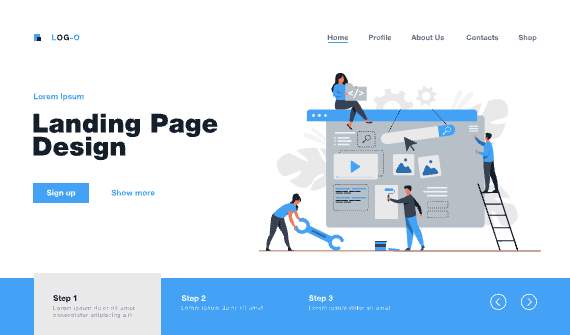 LOG-O
Home Profile About Us Contacts Shop
Lorem Ipsum
Landing Page
Design
Sign up Show more
</>
Step 1 Step 2 Step 3
Lorem ipsum dolor sit amet Lorem ipsum dolor sit amet Lorem ipsum dolor sit amet
consectetur adipiscing elit